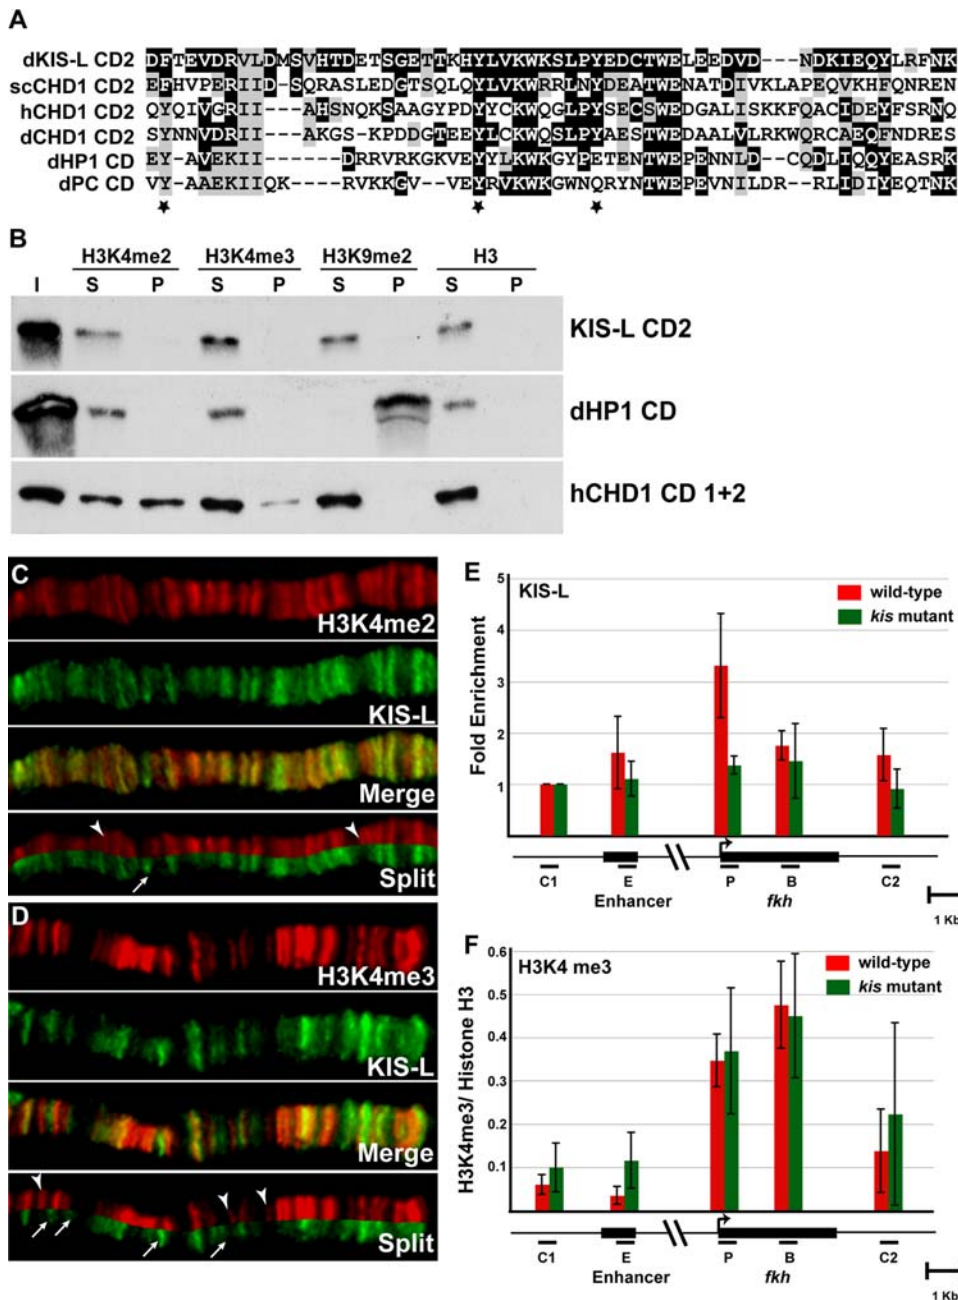 A
dKIS-L CD2 DFTEVDRVLDMSVHTDETSGETTKHYLVKWKSLPYEDCTWELEEDVD---NDKIEQYLRFNK
scCHD1 CD2 EFHVPERIID-SQRASLEDGTSQLQYLVKWRRLNYDEATWENATDIVKLAPEQVKHFQNREN
hCHD1 CD2 QYQIVGRII---AHSNQKSAAGYPDYYCKWQGLPYSECSWEDGALISKKFQACIDEYFSRNQ
dCHD1 CD2 SYNNVDRII---AKGS-KPDDGTEEYLCKWQSLPYAESTWEDAALVLRKWQRCAEQFNDRES
dHP1 CD EY-AVEKII------DRRVRKGKVEYYLKWKGYPETENTWEPENNLD--CQDLIQQYEASRK
dPC CD VY-AAEKIIQK----RVKKGV--VEYRVKWKGWNQRYNTWEPEVNILDR--RLIDIYEQTNK
B
H3K4me2 H3K4me3 H3K9me2 H3
I S P S P S P S P
KIS-L CD2
dHP1 CD
hCHD1 CD 1+2
C
H3K4me2
KIS-L
Merge
Split
D
H3K4me3
KIS-L
Merge
Split
E
KIS-L
wild-type
kis mutant
Fold Enrichment
5
4
3
2
1
C1 E P B C2
Enhancer fkh
1 Kb
F
H3K4 me3
wild-type
kis mutant
H3K4me3/ Histone H3
0.6
0.5
0.4
0.3
0.2
0.1
C1 E P B C2
Enhancer fkh
1 Kb